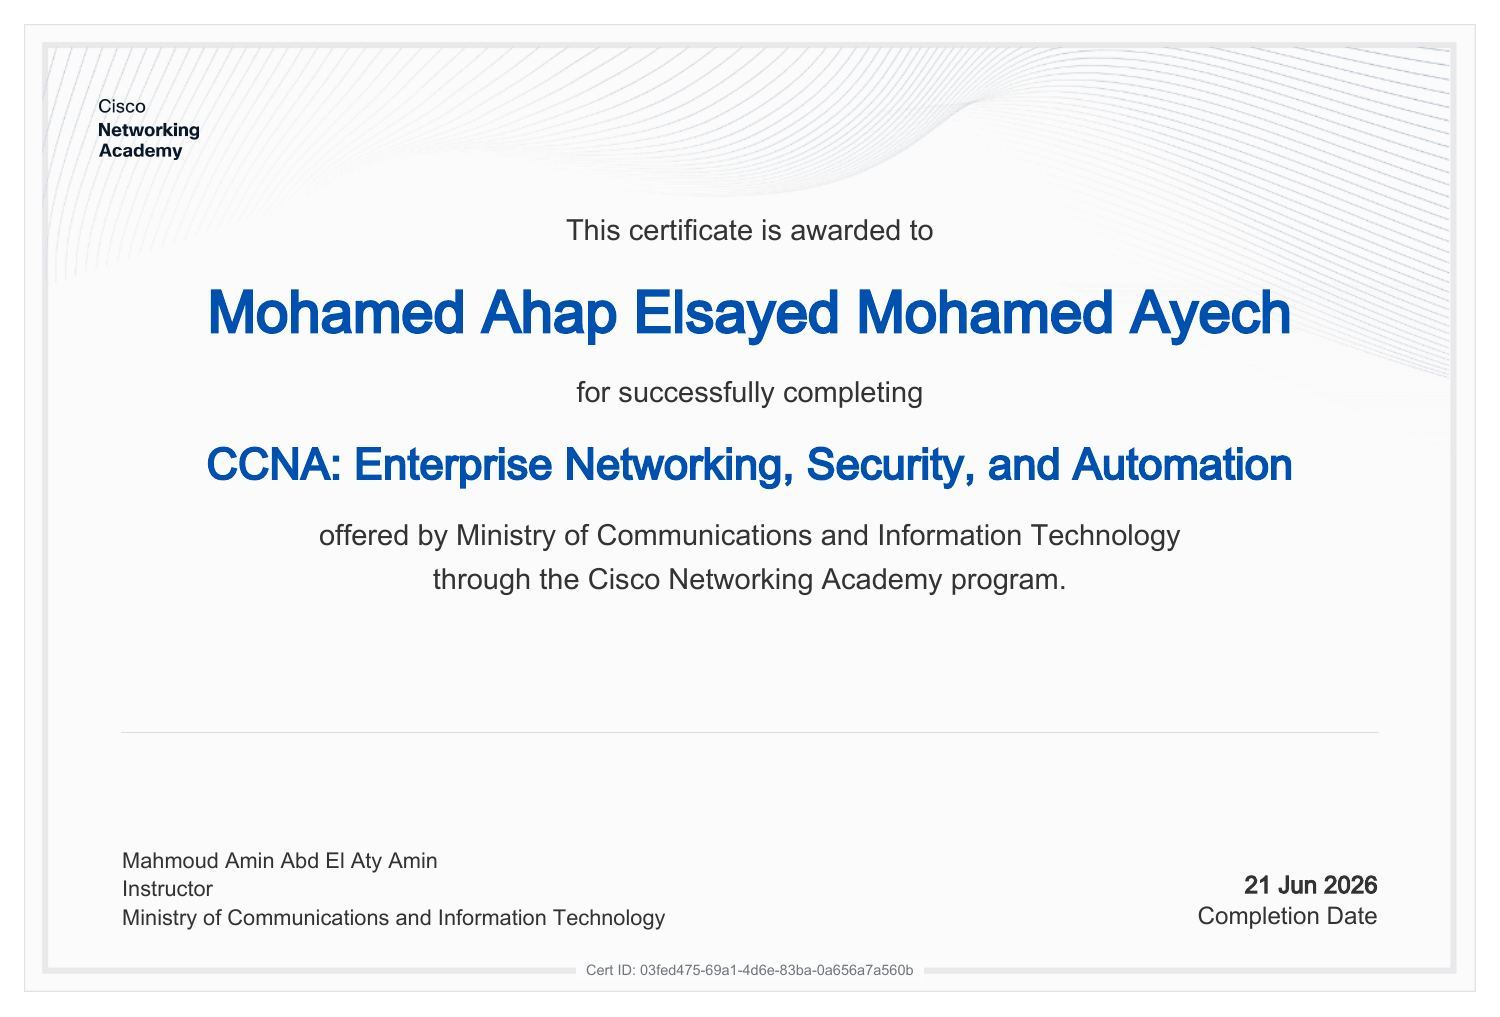 Cisco
Networking
Academy
This certificate is awarded to
Mohamed Ahap Elsayed Mohamed Ayech
for successfully completing
CCNA: Enterprise Networking, Security, and Automation
offered by Ministry of Communications and Information Technology
through the Cisco Networking Academy program.
Mahmoud Amin Abd El Aty Amin
Instructor
Ministry of Communications and Information Technology
21 Jun 2026
Completion Date
Cert ID: 03fed475-69a1-4d6e-83ba-0a656a7a560b